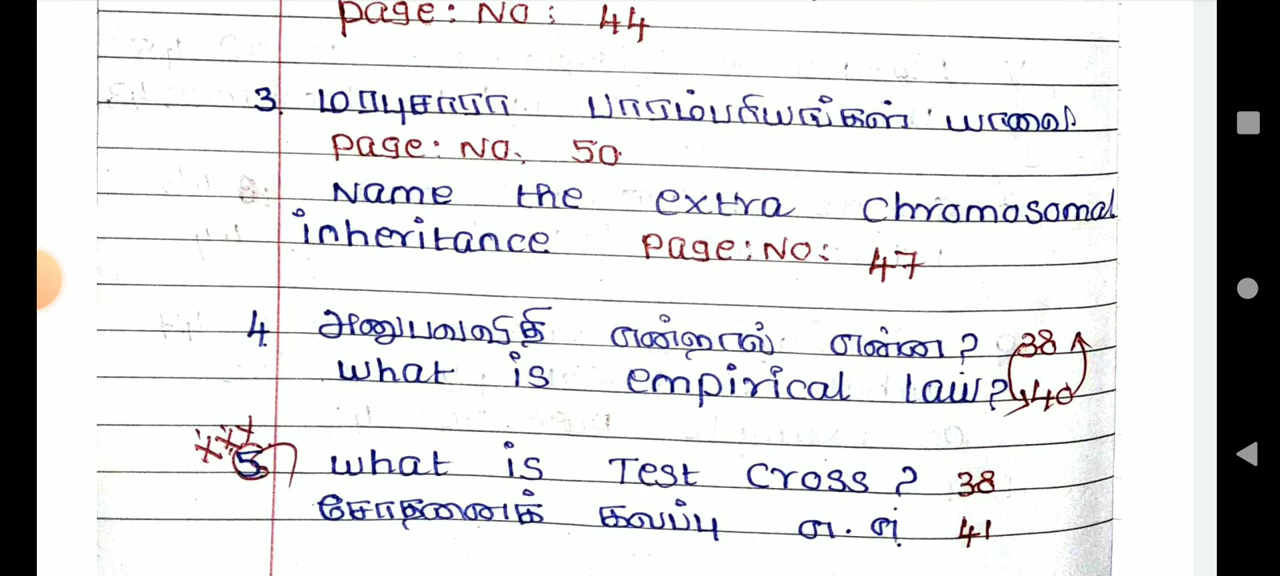 page: No: 44
3. மரபுசாரா பாரம்பரியங்கள் யாவை
page: No. 50
Name the extra chromosomal
inheritance page: No: 47
4. அனுபவவிதி என்றால் என்ன? 38
what is empirical law? 40
5 what is Test cross? 38
சோதனைக் கலப்பு எ. எ. 41